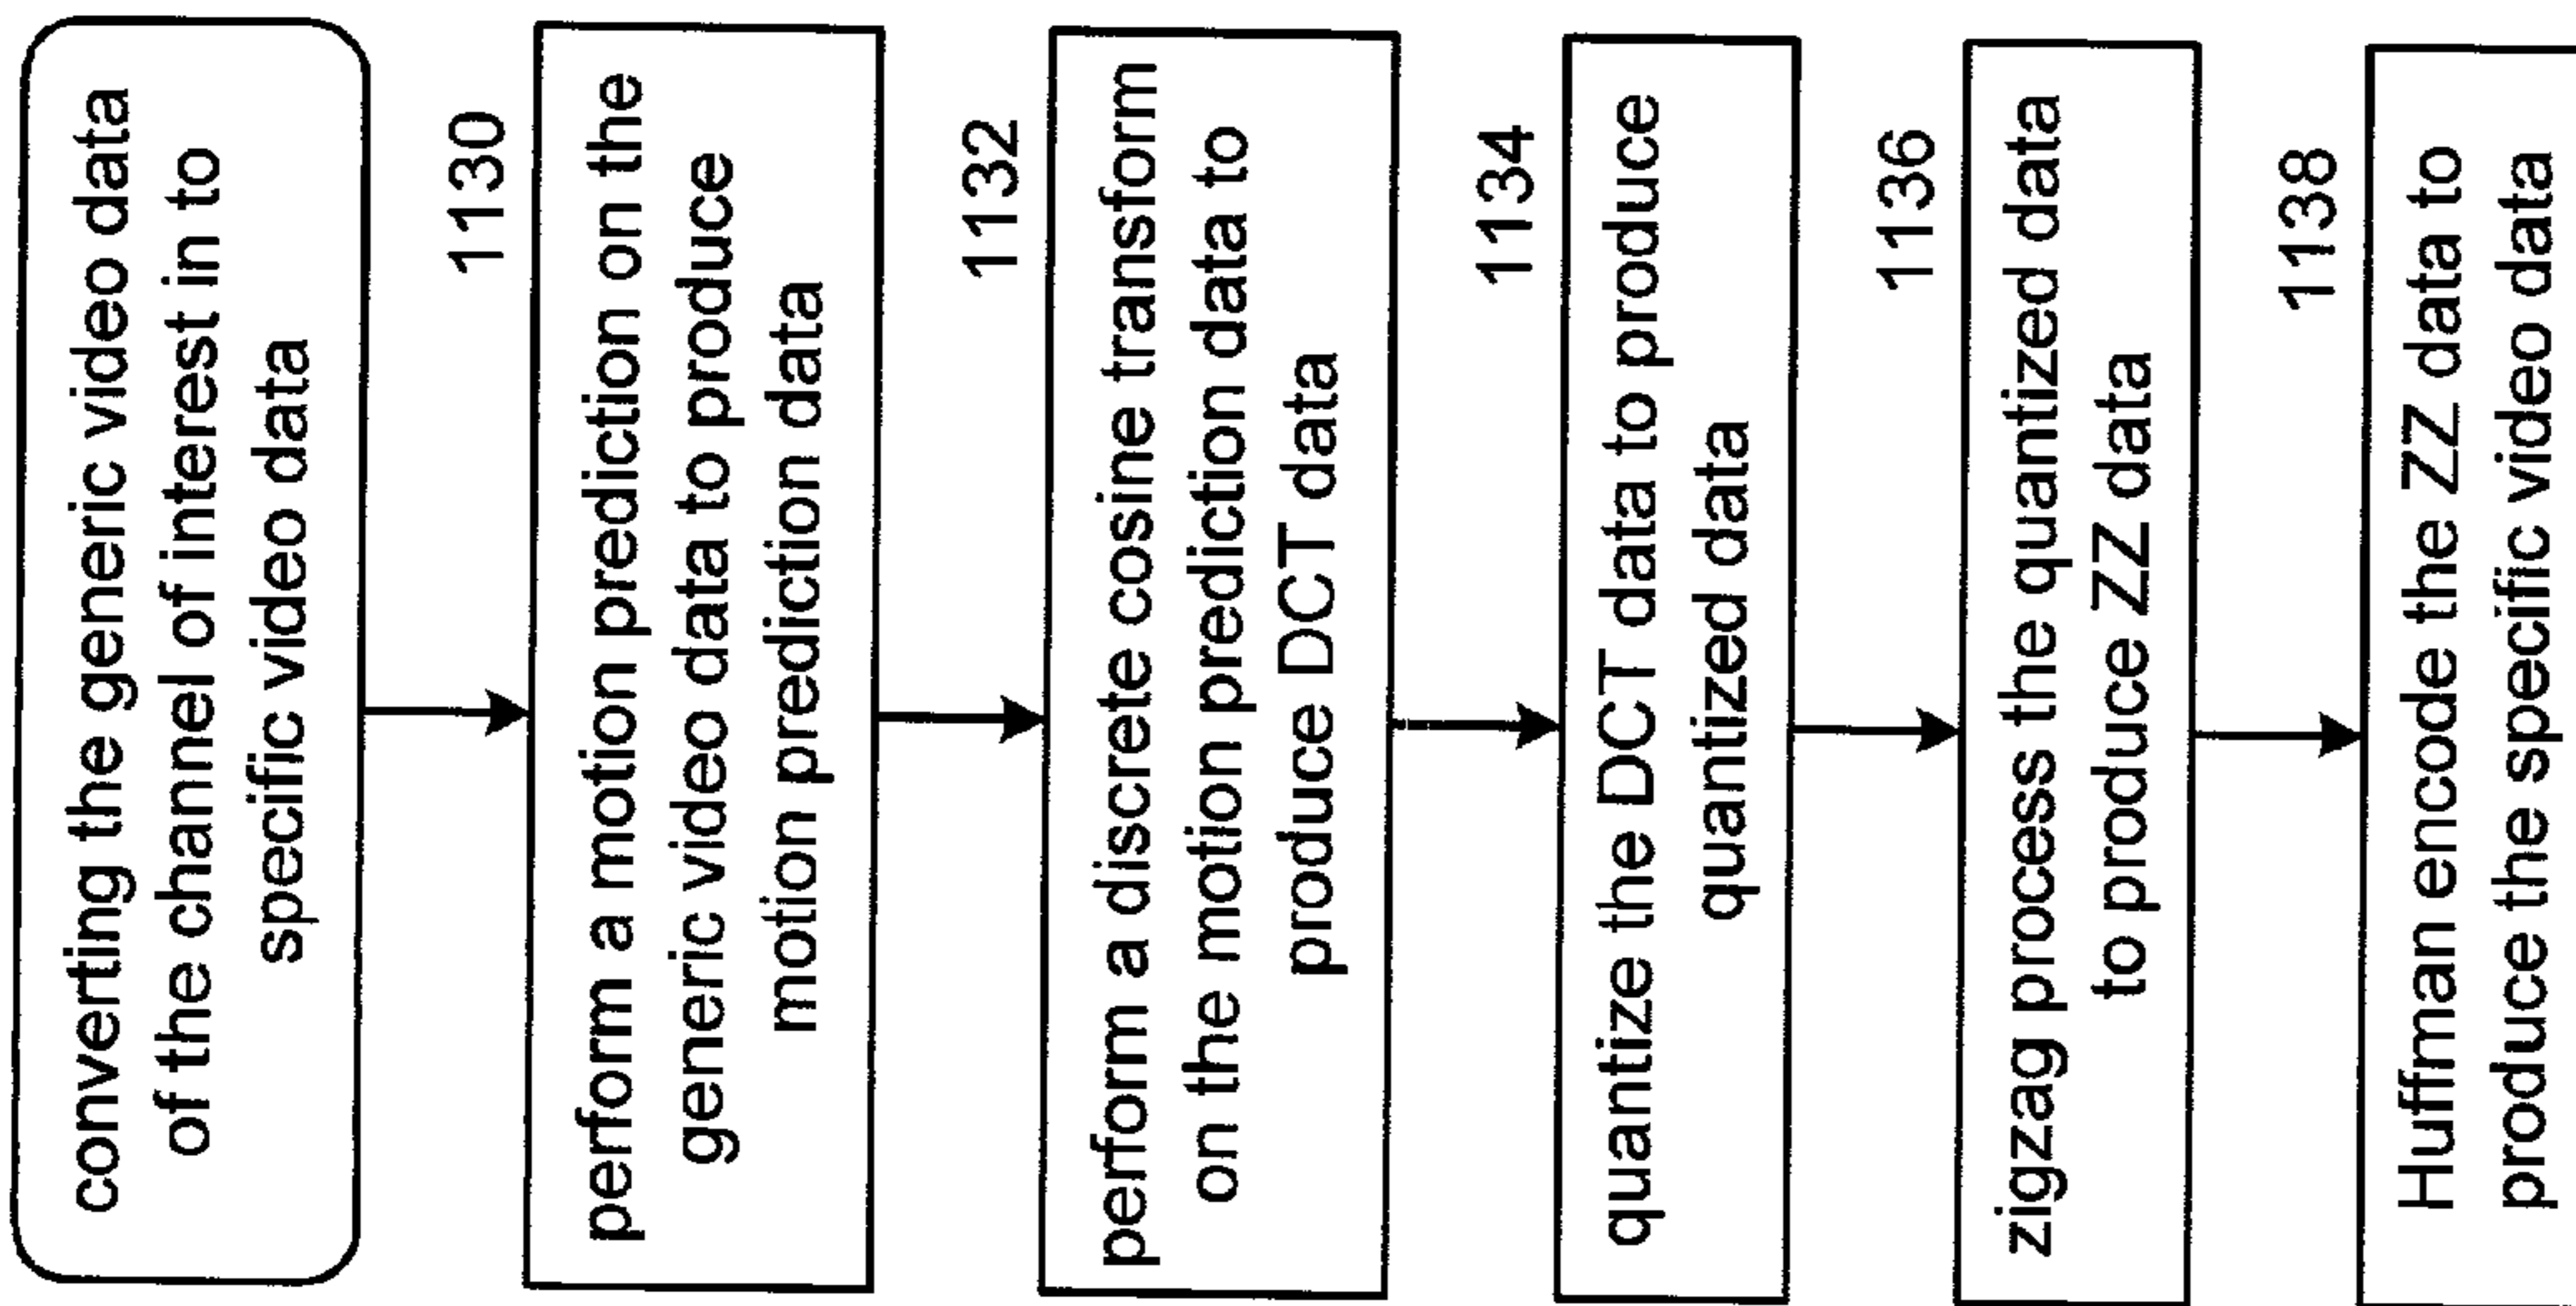 converting the generic video data
of the channel of interest in to
specific video data
1130
perform a motion prediction on the
generic video data to produce
motion prediction data
1132
perform a discrete cosine transform
on the motion prediction data to
produce DCT data
1134
quantize the DCT data to produce
quantized data
1136
zigzag process the quantized data
to produce ZZ data
1138
Huffman encode the ZZ data to
produce the specific video data